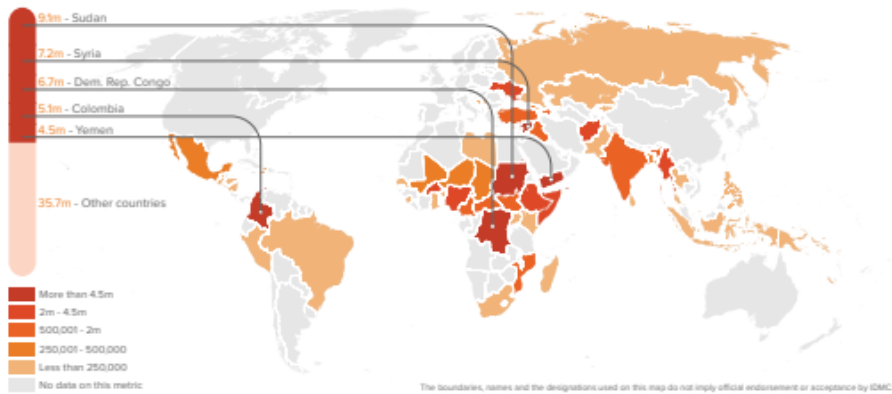 9.1m - Sudan
7.2m - Syria
6.7m - Dem. Rep. Congo
5.1m - Colombia
4.5m - Yemen
35.7m - Other countries
More than 4.5m
2m - 4.5m
500,001 - 2m
250,001 - 500,000
Less than 250,000
No data on this metric
The boundaries, names and the designations used on this map do not imply official endorsement or acceptance by IDMC